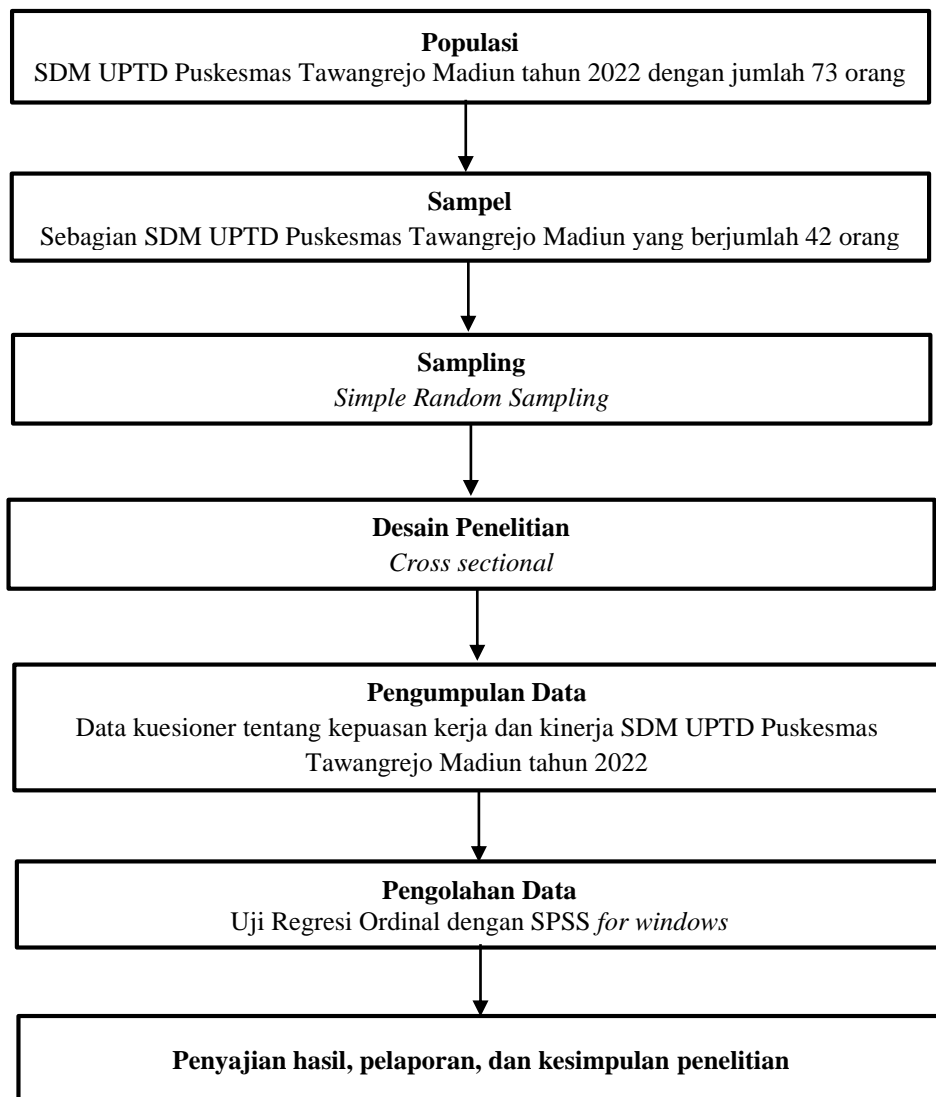 Populasi
SDM UPTD Puskesmas Tawangrejo Madiun tahun 2022 dengan jumlah 73 orang
Sampel
Sebagian SDM UPTD Puskesmas Tawangrejo Madiun yang berjumlah 42 orang
Sampling
Simple Random Sampling
Desain Penelitian
Cross sectional
Pengumpulan Data
Data kuesioner tentang kepuasan kerja dan kinerja SDM UPTD Puskesmas
Tawangrejo Madiun tahun 2022
Pengolahan Data
Uji Regresi Ordinal dengan SPSS for windows
Penyajian hasil, pelaporan, dan kesimpulan penelitian